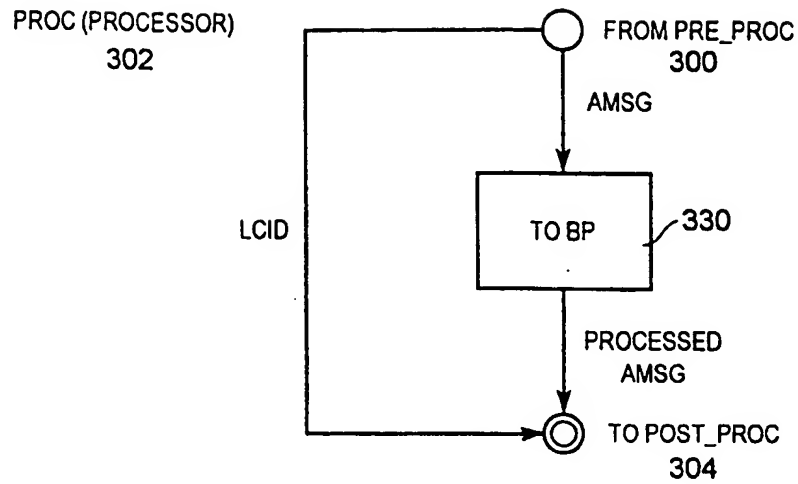 PROC (PROCESSOR)
302
FROM PRE_PROC
300
AMSG
LCID
TO BP
330
PROCESSED
AMSG
TO POST_PROC
304